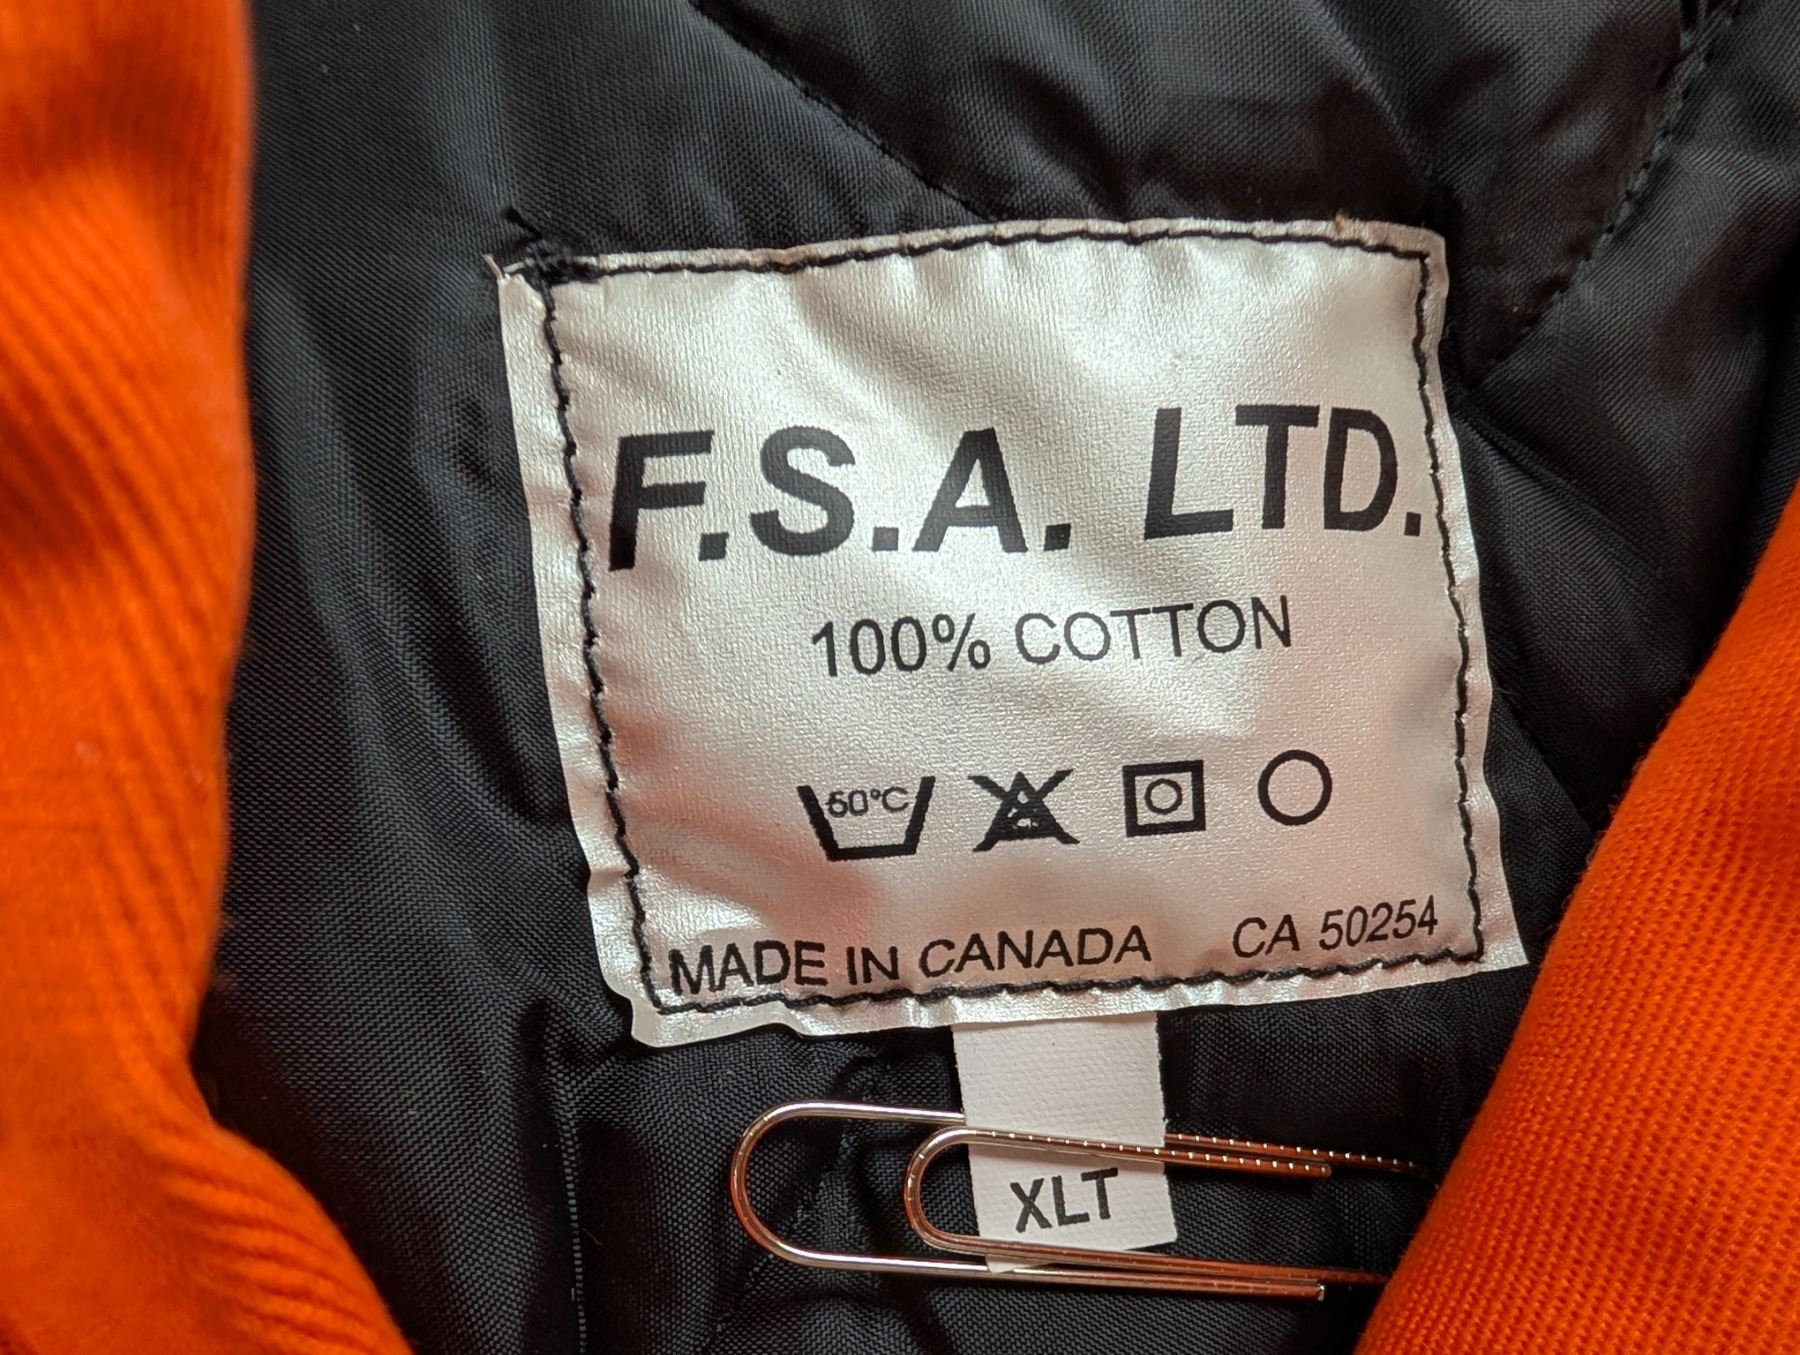 F.S.A. LTD.
100% COTTON
60°C
MADE IN CANADA CA 50254
XLT